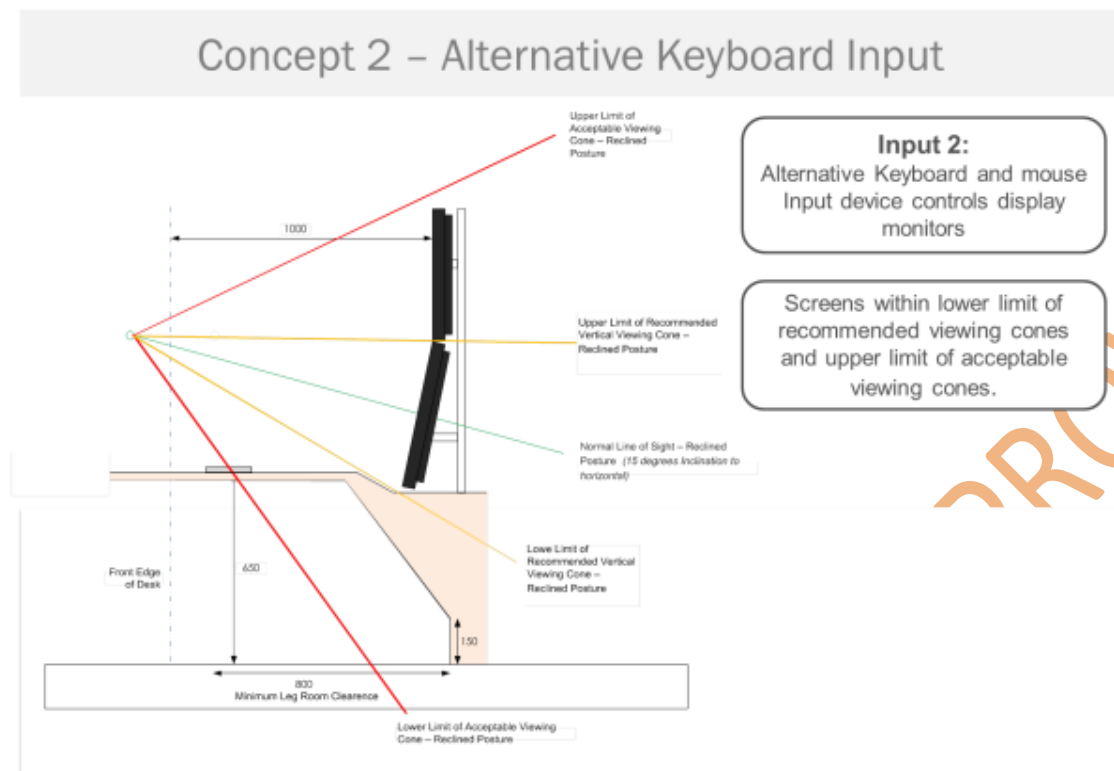 Concept 2 – Alternative Keyboard Input
Upper Limit of
Acceptable Viewing
Cone – Reclined
Posture
Input 2:
Alternative Keyboard and mouse
Input device controls display
monitors
1000
Screens within lower limit of
recommended viewing cones
and upper limit of acceptable
viewing cones.
Upper Limit of Recommended
Vertical Viewing Cone –
Reclined Posture
Normal Line of Sight – Reclined
Posture (15 degrees Inclination to
horizontal)
Lowe Limit of
Recommended Vertical
Viewing Cone –
Reclined Posture
Front Edge
of Desk
650
150
800
Minimum Leg Room Clearence
Lower Limit of Acceptable Viewing
Cone – Reclined Posture